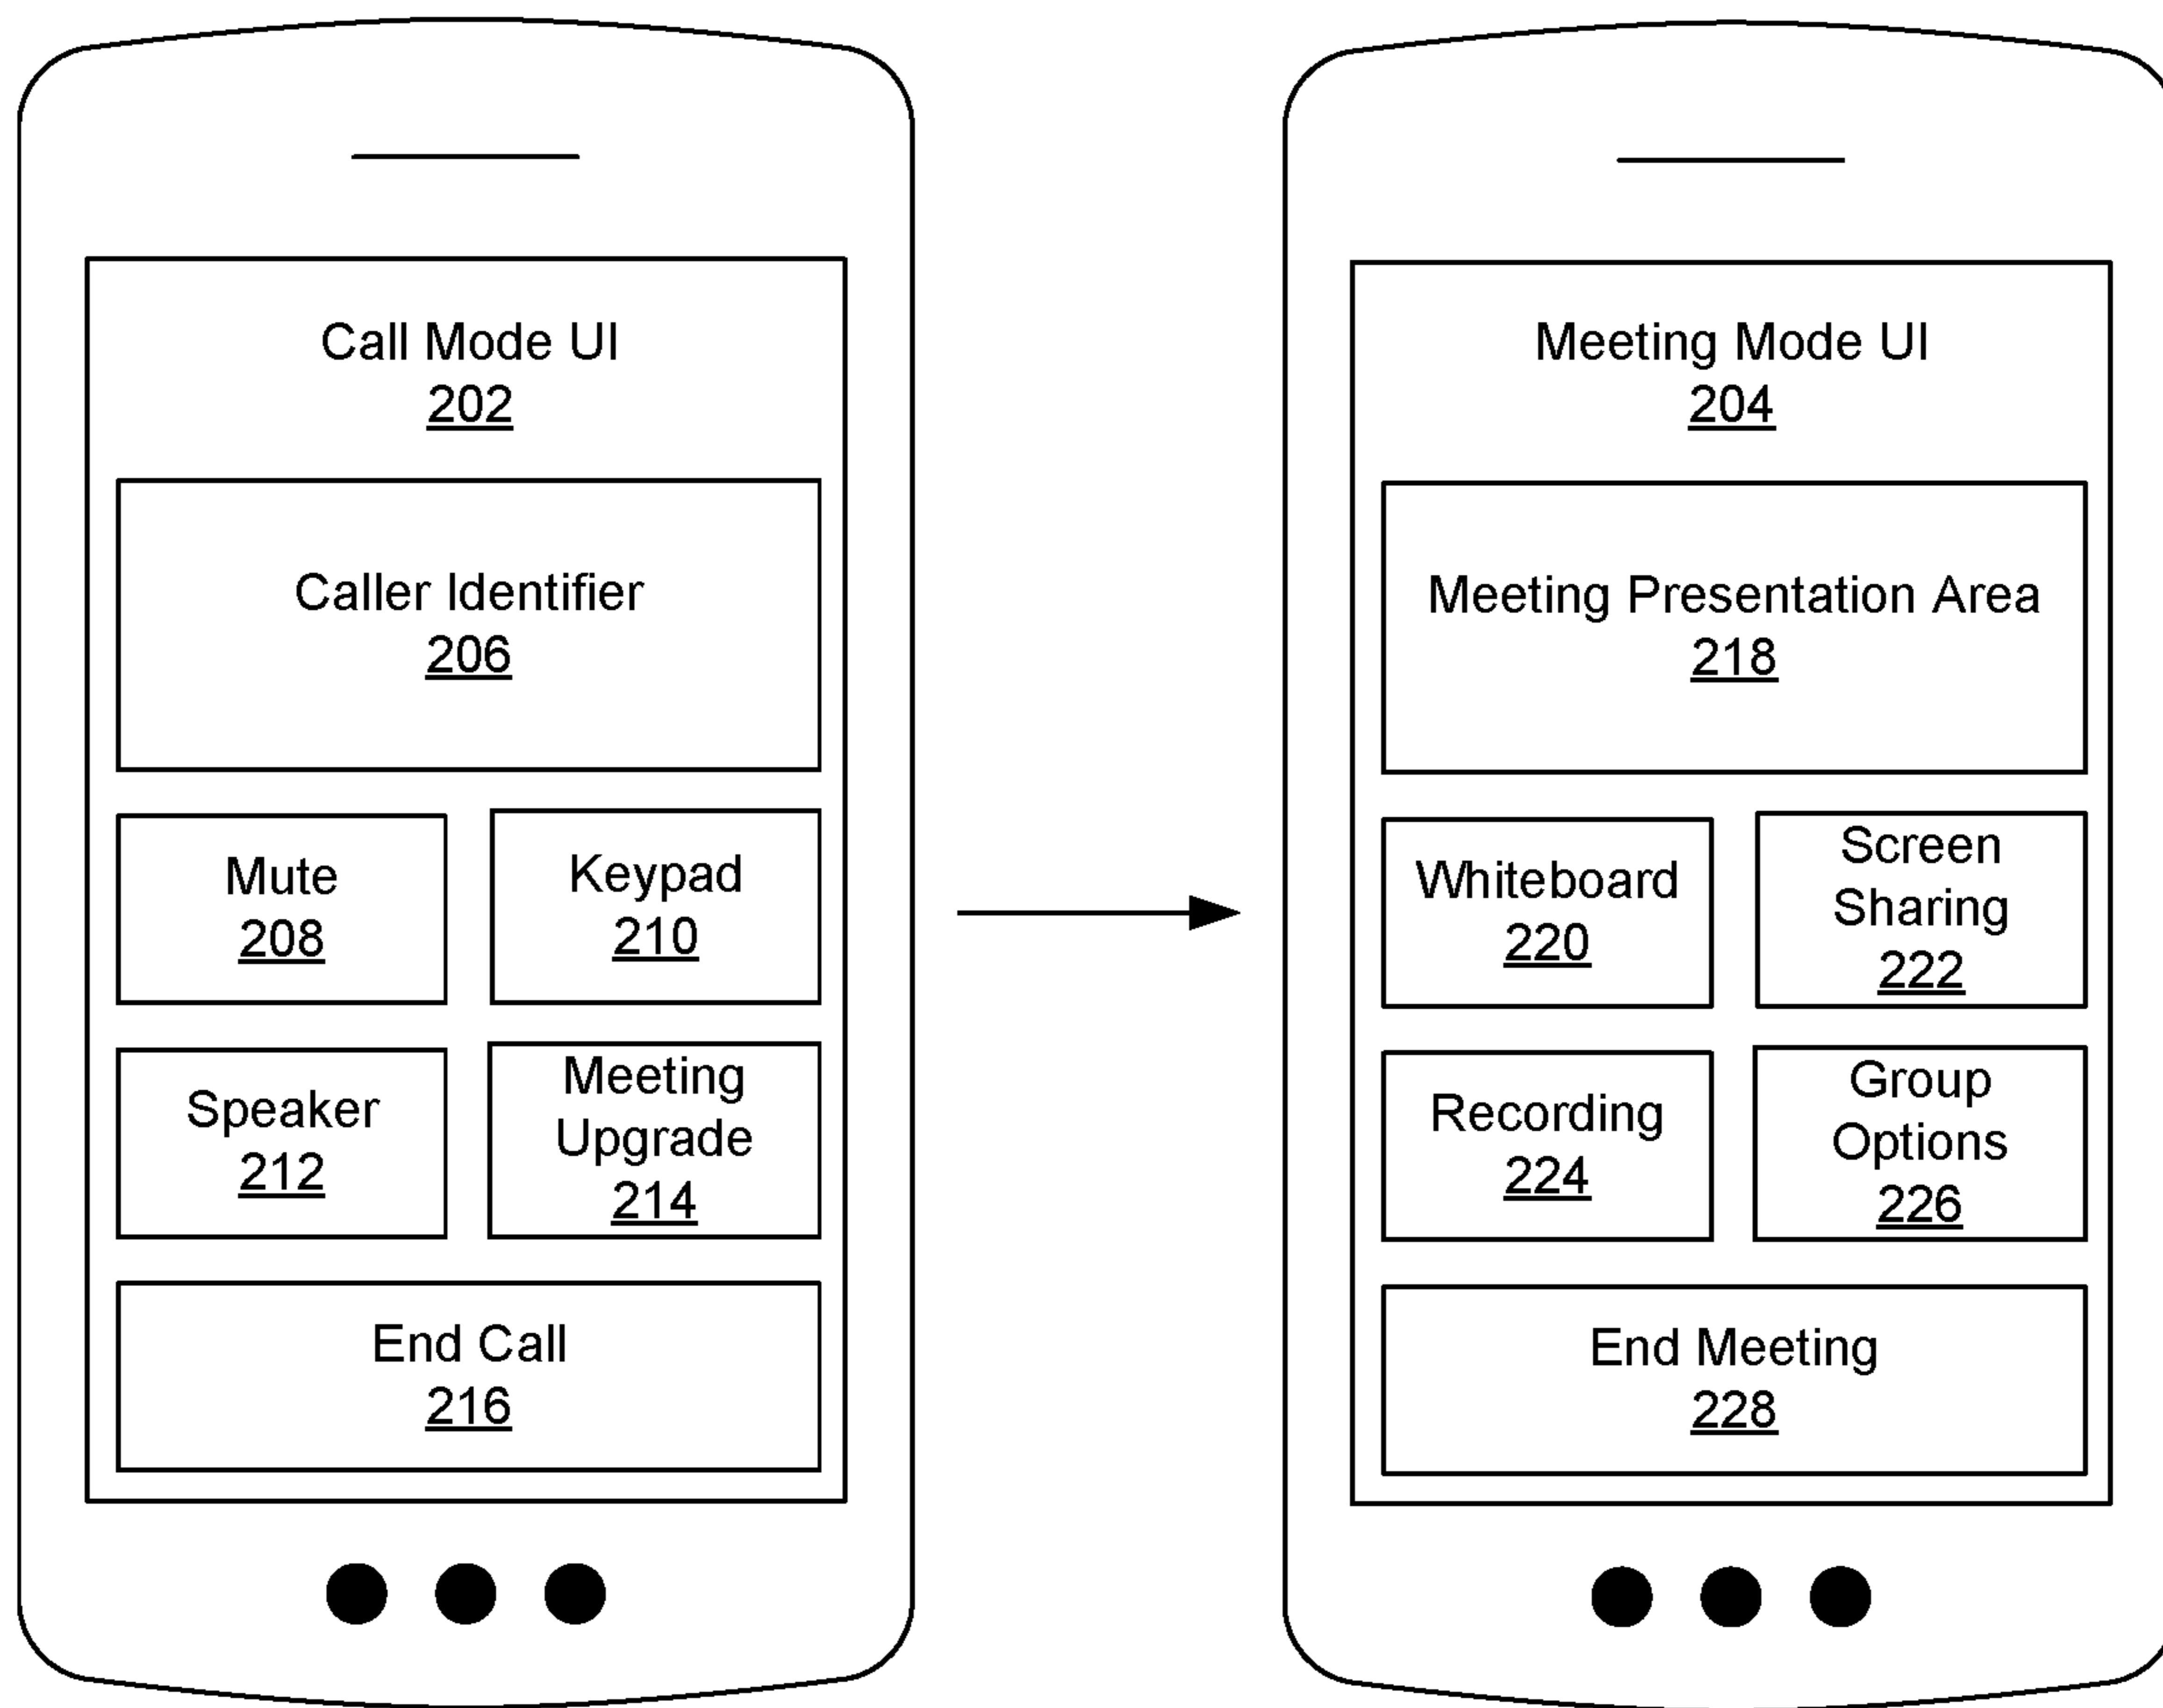 Call Mode UI
202
Caller Identifier
206
Mute
208
Keypad
210
Speaker
212
Meeting
Upgrade
214
End Call
216
Meeting Mode UI
204
Meeting Presentation Area
218
Whiteboard
220
Screen
Sharing
222
Recording
224
Group
Options
226
End Meeting
228